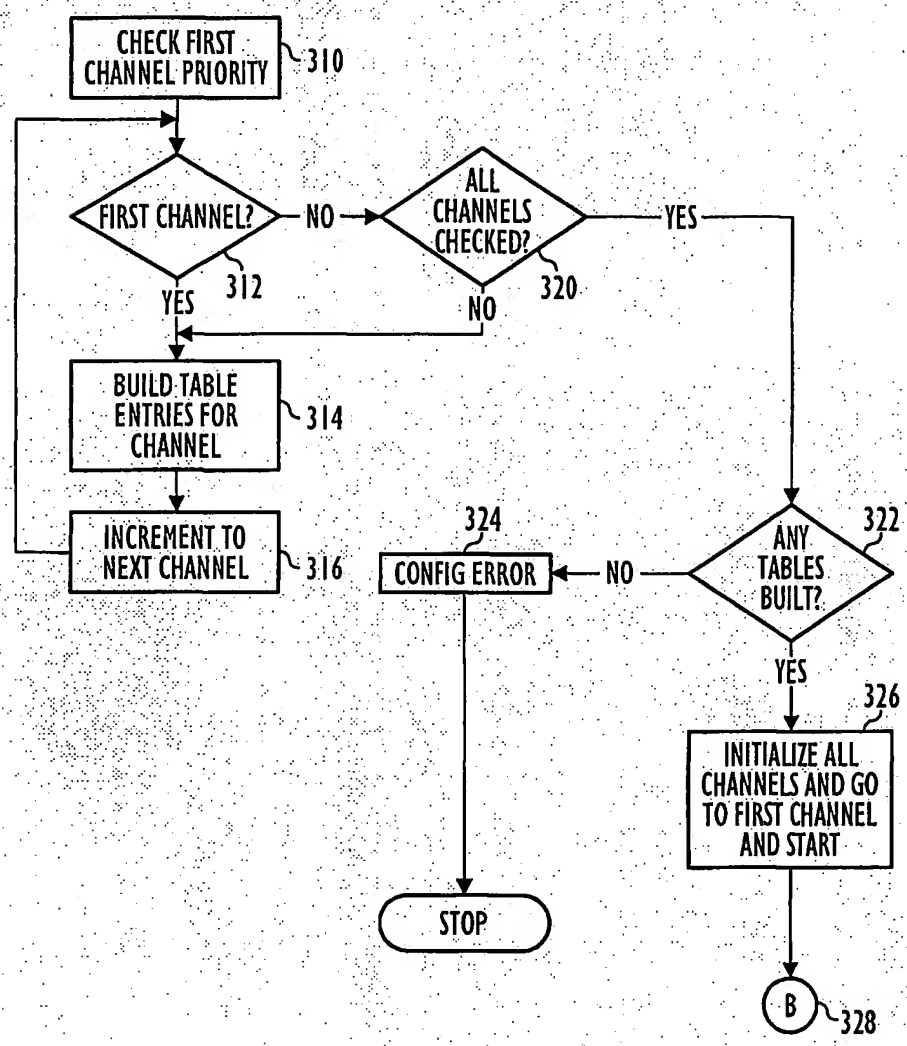 CHECK FIRST
CHANNEL PRIORITY
310
FIRST CHANNEL?
312
NO
ALL
CHANNELS
CHECKED?
320
YES
YES
NO
BUILD TABLE
ENTRIES FOR
CHANNEL
314
INCREMENT TO
NEXT CHANNEL
316
324
CONFIG ERROR
NO
322
ANY
TABLES
BUILT?
YES
326
INITIALIZE ALL
CHANNELS AND GO
TO FIRST CHANNEL
AND START
STOP
B
328